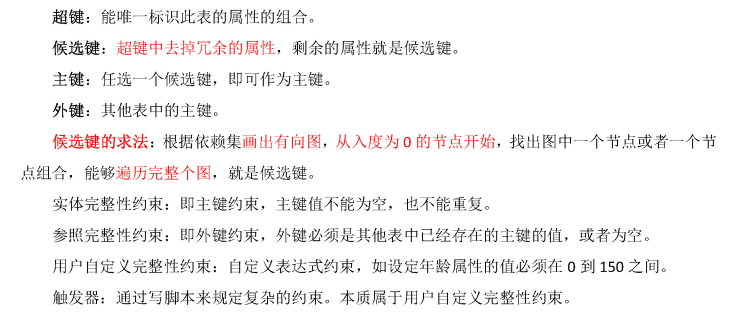 超键：能唯一标识此表的属性的组合。
候选键：超键中去掉冗余的属性，剩余的属性就是候选键。
主键：任选一个候选键，即可作为主键。
外键：其他表中的主键。
候选键的求法：根据依赖集画出有向图，从入度为 0 的节点开始，找出图中一个节点或者一个节
点组合，能够遍历完整个图，就是候选键。
实体完整性约束：即主键约束，主键值不能为空，也不能重复。
参照完整性约束：即外键约束，外键必须是其他表中已经存在的主键的值，或者为空。
用户自定义完整性约束：自定义表达式约束，如设定年龄属性的值必须在 0 到 150 之间。
触发器：通过写脚本来规定复杂的约束。本质属于用户自定义完整性约束。